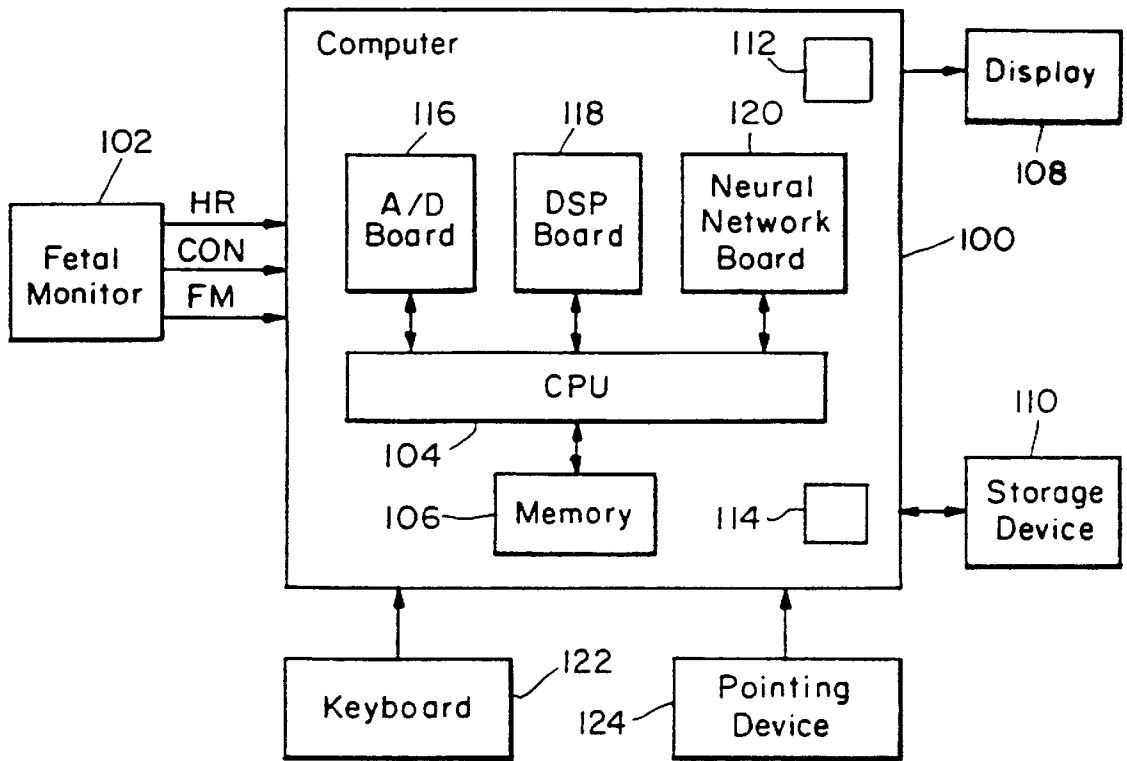 Computer
112
Display
108
116
118
120
102
A/D
Board
DSP
Board
Neural
Network
Board
100
Fetal
Monitor
HR
CON
FM
CPU
104
106
Memory
114
110
Storage
Device
122
Keyboard
124
Pointing
Device